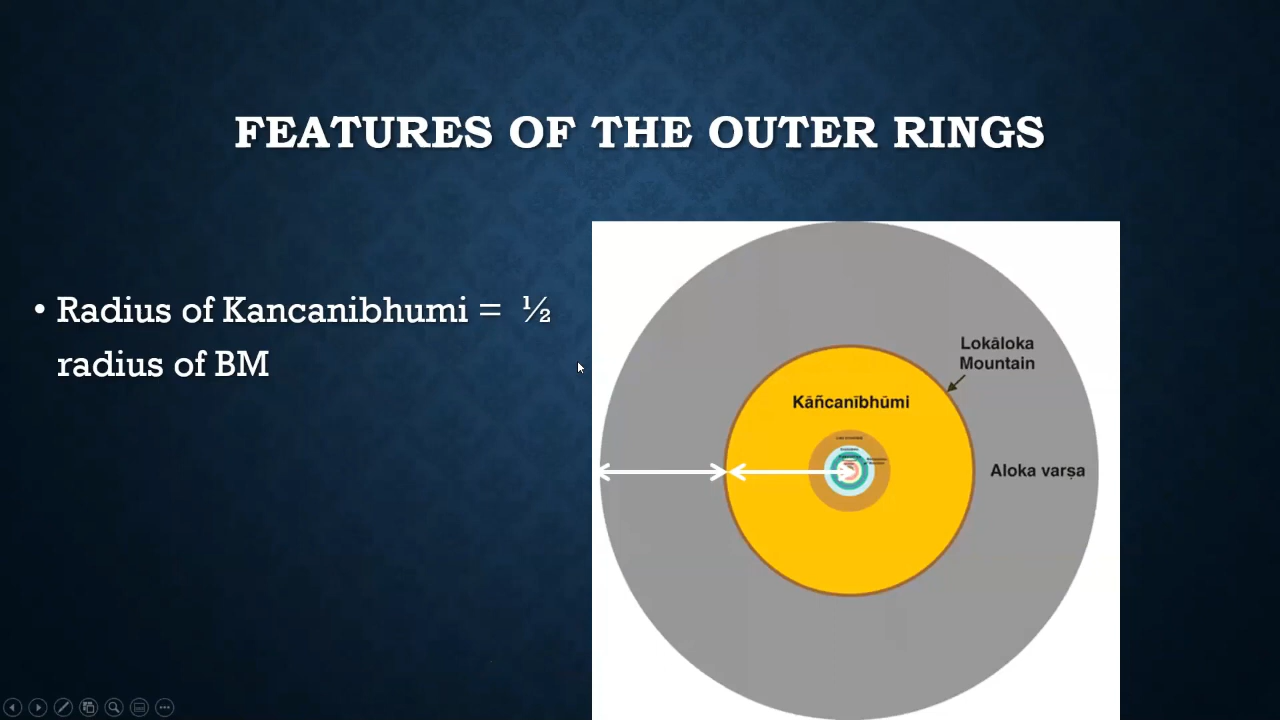 FEATURES OF THE OUTER RINGS
• Radius of Kancanibhumi = ½
radius of BM
Lokāloka
Mountain
Kāñcanībhūmi
Aloka varṣa